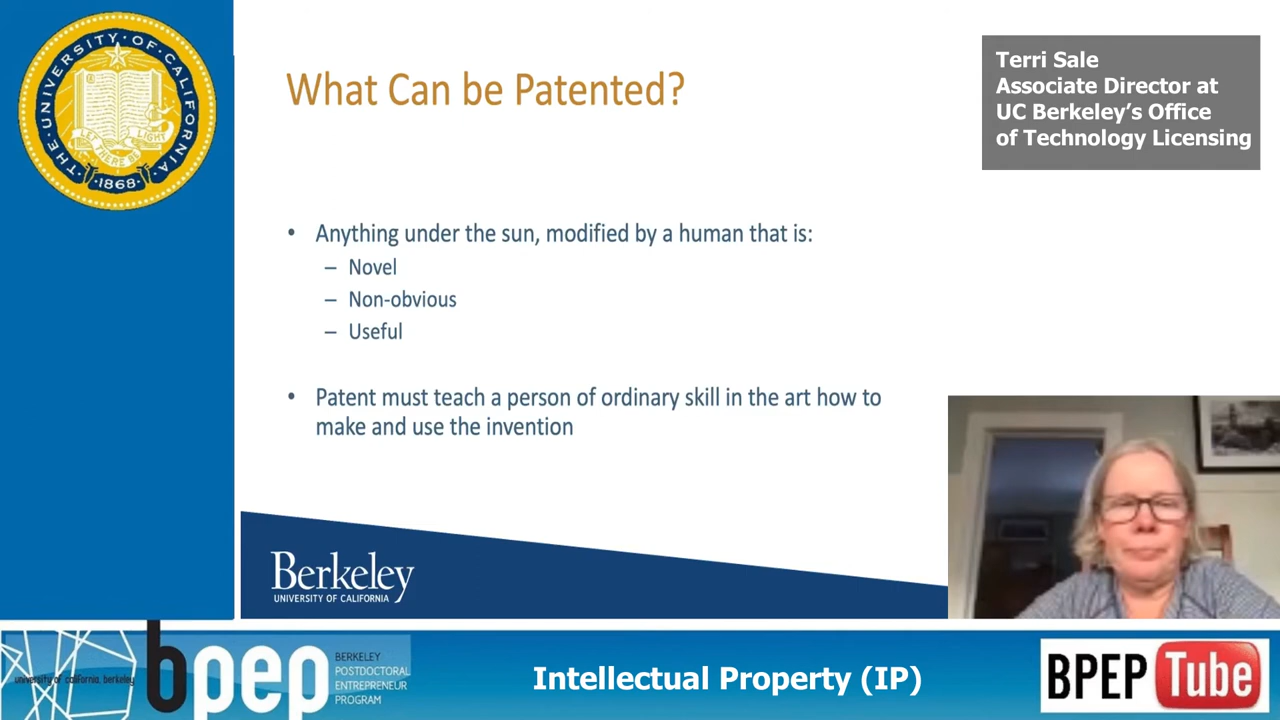 THE·UNIVERSITY·OF·CALIFORNIA·
LET THERE BE LIGHT
·1868·
What Can be Patented?
Terri Sale
Associate Director at
UC Berkeley’s Office
of Technology Licensing
• Anything under the sun, modified by a human that is:
– Novel
– Non-obvious
– Useful
• Patent must teach a person of ordinary skill in the art how to
make and use the invention
Berkeley
UNIVERSITY OF CALIFORNIA
university of california, berkeley
bpep
BERKELEY
POSTDOCTORAL
ENTREPRENEUR
PROGRAM
Intellectual Property (IP)
BPEP Tube